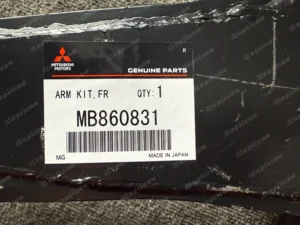 R
MITSUBISHI
MOTORS
GENUINE PARTS
ARM KIT,FR QTY:1
MB860831
MG MADE IN JAPAN